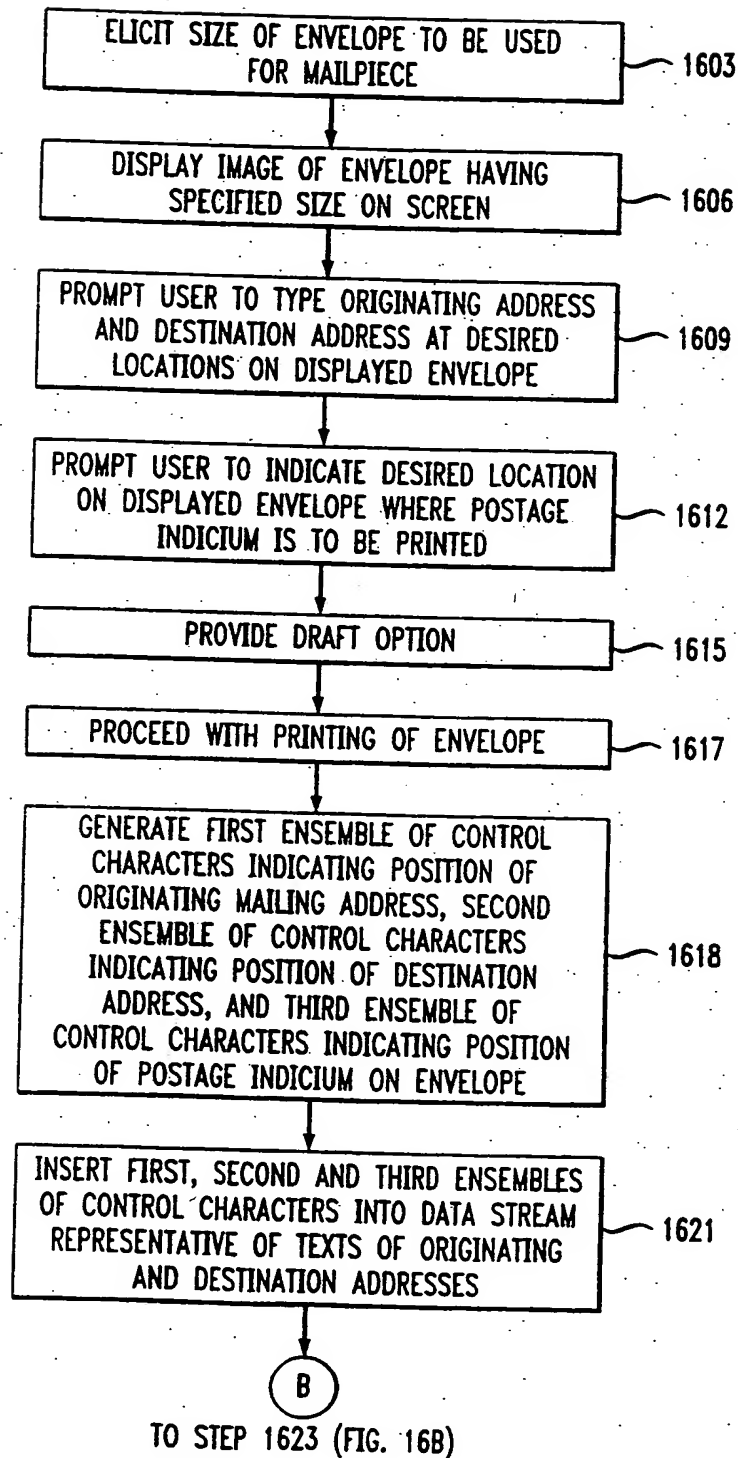 ELICIT SIZE OF ENVELOPE TO BE USED
FOR MAILPIECE
1603
DISPLAY IMAGE OF ENVELOPE HAVING
SPECIFIED SIZE ON SCREEN
1606
PROMPT USER TO TYPE ORIGINATING ADDRESS
AND DESTINATION ADDRESS AT DESIRED
LOCATIONS ON DISPLAYED ENVELOPE
1609
PROMPT USER TO INDICATE DESIRED LOCATION
ON DISPLAYED ENVELOPE WHERE POSTAGE
INDICIUM IS TO BE PRINTED
1612
PROVIDE DRAFT OPTION
1615
PROCEED WITH PRINTING OF ENVELOPE
1617
GENERATE FIRST ENSEMBLE OF CONTROL
CHARACTERS INDICATING POSITION OF
ORIGINATING MAILING ADDRESS, SECOND
ENSEMBLE OF CONTROL CHARACTERS
INDICATING POSITION OF DESTINATION
ADDRESS, AND THIRD ENSEMBLE OF
CONTROL CHARACTERS INDICATING POSITION
OF POSTAGE INDICIUM ON ENVELOPE
1618
INSERT FIRST, SECOND AND THIRD ENSEMBLES
OF CONTROL CHARACTERS INTO DATA STREAM
REPRESENTATIVE OF TEXTS OF ORIGINATING
AND DESTINATION ADDRESSES
1621
B
TO STEP 1623 (FIG. 16B)